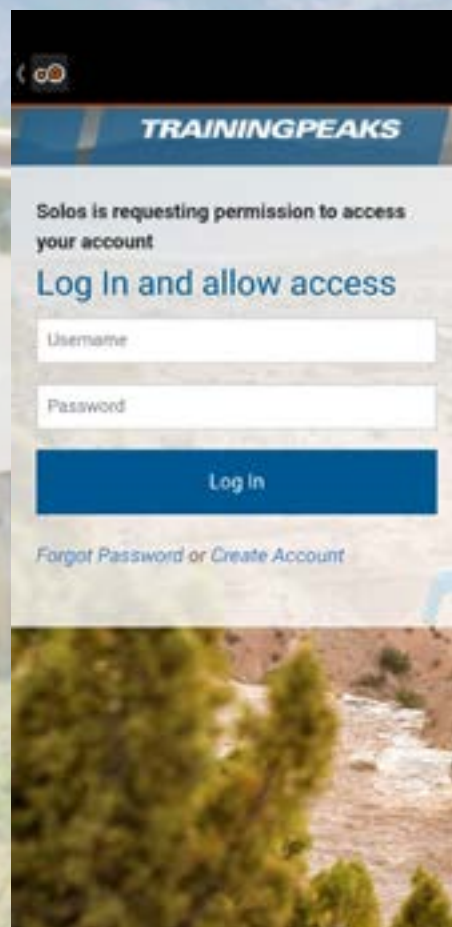 TRAININGPEAKS
Solos is requesting permission to access
your account
Log In and allow access
Username
Password
Log In
Forgot Password or Create Account